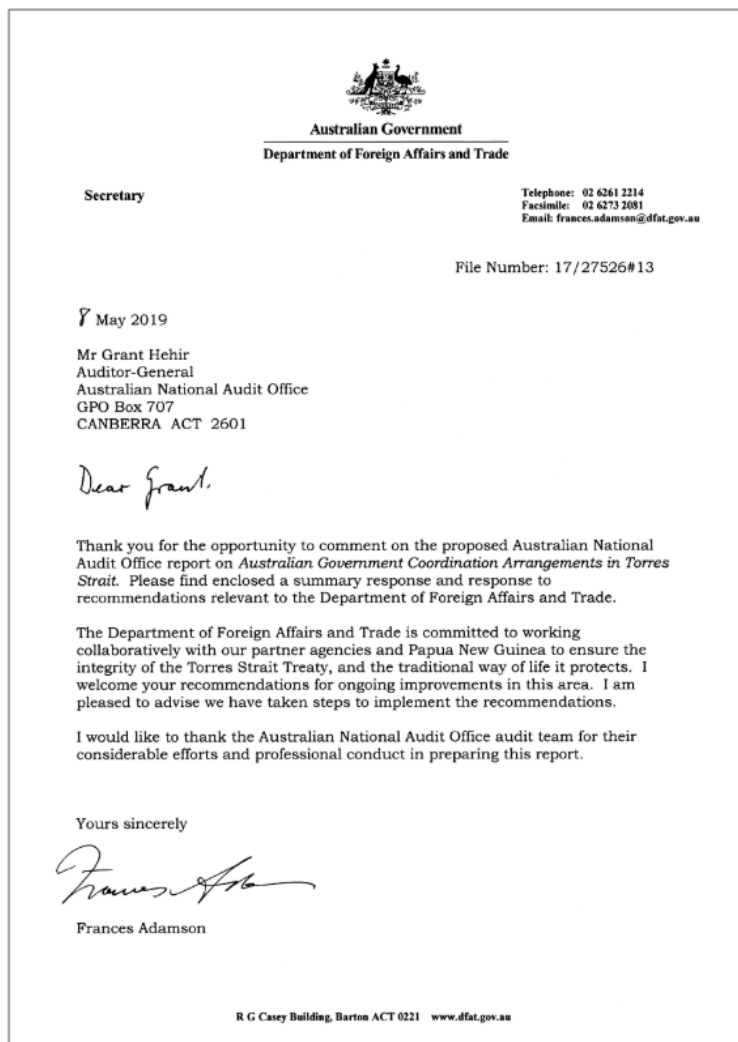 Australian Government
Department of Foreign Affairs and Trade
Secretary
Telephone: 02 6261 2214
Facsimile: 02 6273 2081
Email: frances.adamson@dfat.gov.au
File Number: 17/27526#13
8 May 2019
Mr Grant Hehir
Auditor-General
Australian National Audit Office
GPO Box 707
CANBERRA ACT 2601
Dear Grant.
Thank you for the opportunity to comment on the proposed Australian National
Audit Office report on Australian Government Coordination Arrangements in Torres
Strait. Please find enclosed a summary response and response to
recommendations relevant to the Department of Foreign Affairs and Trade.
The Department of Foreign Affairs and Trade is committed to working
collaboratively with our partner agencies and Papua New Guinea to ensure the
integrity of the Torres Strait Treaty, and the traditional way of life it protects. I
welcome your recommendations for ongoing improvements in this area. I am
pleased to advise we have taken steps to implement the recommendations.
I would like to thank the Australian National Audit Office audit team for their
considerable efforts and professional conduct in preparing this report.
Yours sincerely
Frances Adamson
R G Casey Building, Barton ACT 0221 www.dfat.gov.au